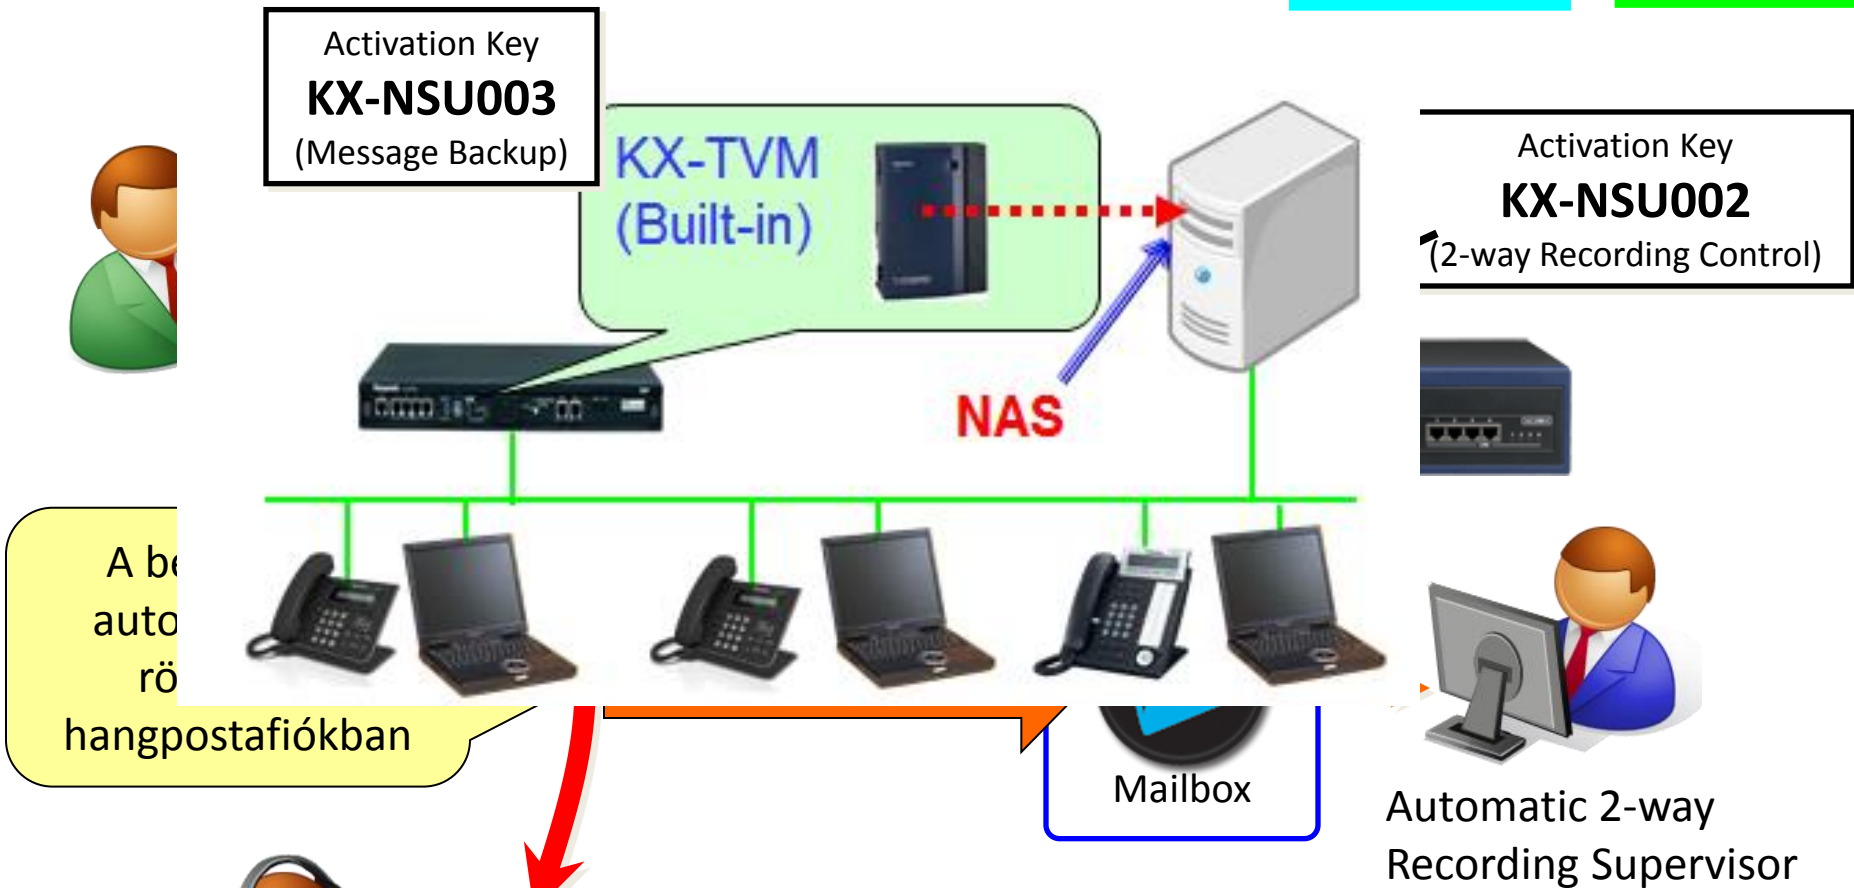 Activation Key
KX-NSU003
(Message Backup)
KX-TVM
(Built-in)
Activation Key
KX-NSU002
(2-way Recording Control)
NAS
A be
auto
rö
hangpostafiókban
Mailbox
Automatic 2-way
Recording Supervisor